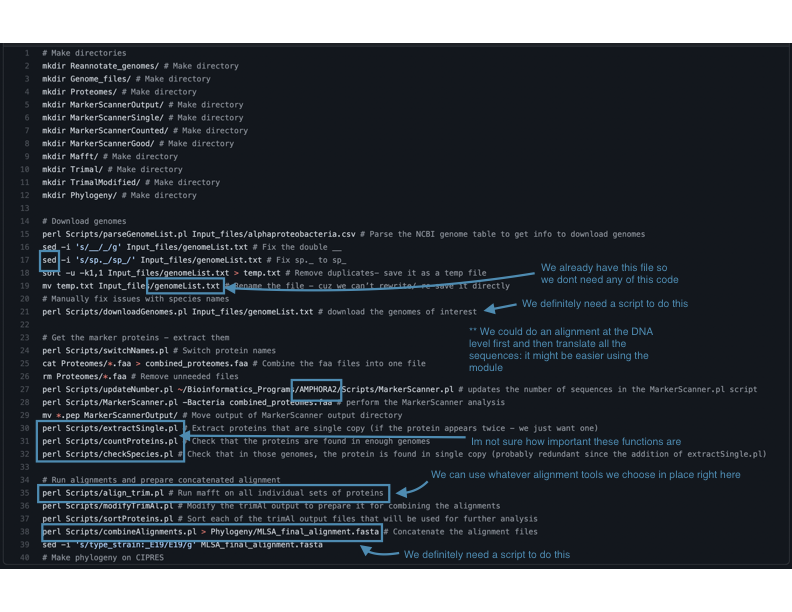 1 # Make directories
2 mkdir Reannotate_genomes/ # Make directory
3 mkdir Genome_files/ # Make directory
4 mkdir Proteomes/ # Make directory
5 mkdir MarkerScannerOutput/ # Make directory
6 mkdir MarkerScannerSingle/ # Make directory
7 mkdir MarkerScannerCounted/ # Make directory
8 mkdir MarkerScannerGood/ # Make directory
9 mkdir Mafft/ # Make directory
10 mkdir Trimal/ # Make directory
11 mkdir TrimalModified/ # Make directory
12 mkdir Phylogeny/ # Make directory
13
14 # Download genomes
15 perl Scripts/parseGenomeList.pl Input_files/alphaproteobacteria.csv # Parse the NCBI genome table to get info to download genomes
16 sed -i 's/__/_/g' Input_files/genomeList.txt # Fix the double __
17 sed -i 's/sp._/sp_/' Input_files/genomeList.txt # Fix sp._ to sp_
18 sort -u -k1,1 Input_files/genomeList.txt > temp.txt # Remove duplicates- save it as a temp file
19 mv temp.txt Input_files/genomeList.txt # Rename the file - cuz we can't rewrite/ re-save it directly
20 # Manually fix issues with species names
21 perl Scripts/downloadGenomes.pl Input_files/genomeList.txt # download the genomes of interest
22
23 # Get the marker proteins - extract them
24 perl Scripts/switchNames.pl # Switch protein names
25 cat Proteomes/*.faa > combined_proteomes.faa # Combine the faa files into one file
26 rm Proteomes/*.faa # Remove unneeded files
27 perl Scripts/updateNumber.pl ~/Bioinformatics_Programs/AMPHORA2/Scripts/MarkerScanner.pl # updates the number of sequences in the MarkerScanner.pl script
28 perl Scripts/MarkerScanner.pl -Bacteria combined_proteomes.faa # perform the MarkerScanner analysis
29 mv *.pep MarkerScannerOutput/ # Move output of MarkerScanner output directory
30 perl Scripts/extractSingle.pl # Extract proteins that are single copy (if the protein appears twice - we just want one)
31 perl Scripts/countProteins.pl # Check that the proteins are found in enough genomes
32 perl Scripts/checkSpecies.pl # Check that in those genomes, the protein is found in single copy (probably redundant since the addition of extractSingle.pl)
33
34 # Run alignments and prepare concatenated alignment
35 perl Scripts/align_trim.pl # Run mafft on all individual sets of proteins
36 perl Scripts/modifyTrimAl.pl # Modify the trimAl output to prepare it for combining the alignments
37 perl Scripts/sortProteins.pl # Sort each of the trimAl output files that will be used for further analysis
38 perl Scripts/combineAlignments.pl > Phylogeny/MLSA_final_alignment.fasta # Concatenate the alignment files
39 sed -i 's/type_strain:_E19/E19/g' MLSA_final_alignment.fasta
40 # Make phylogeny on CIPRES
We already have this file so
we dont need any of this code
We definitely need a script to do this
** We could do an alignment at the DNA
level first and then translate all the
sequences: it might be easier using the
module
Im not sure how important these functions are
We can use whatever alignment tools we choose in place right here
We definitely need a script to do this